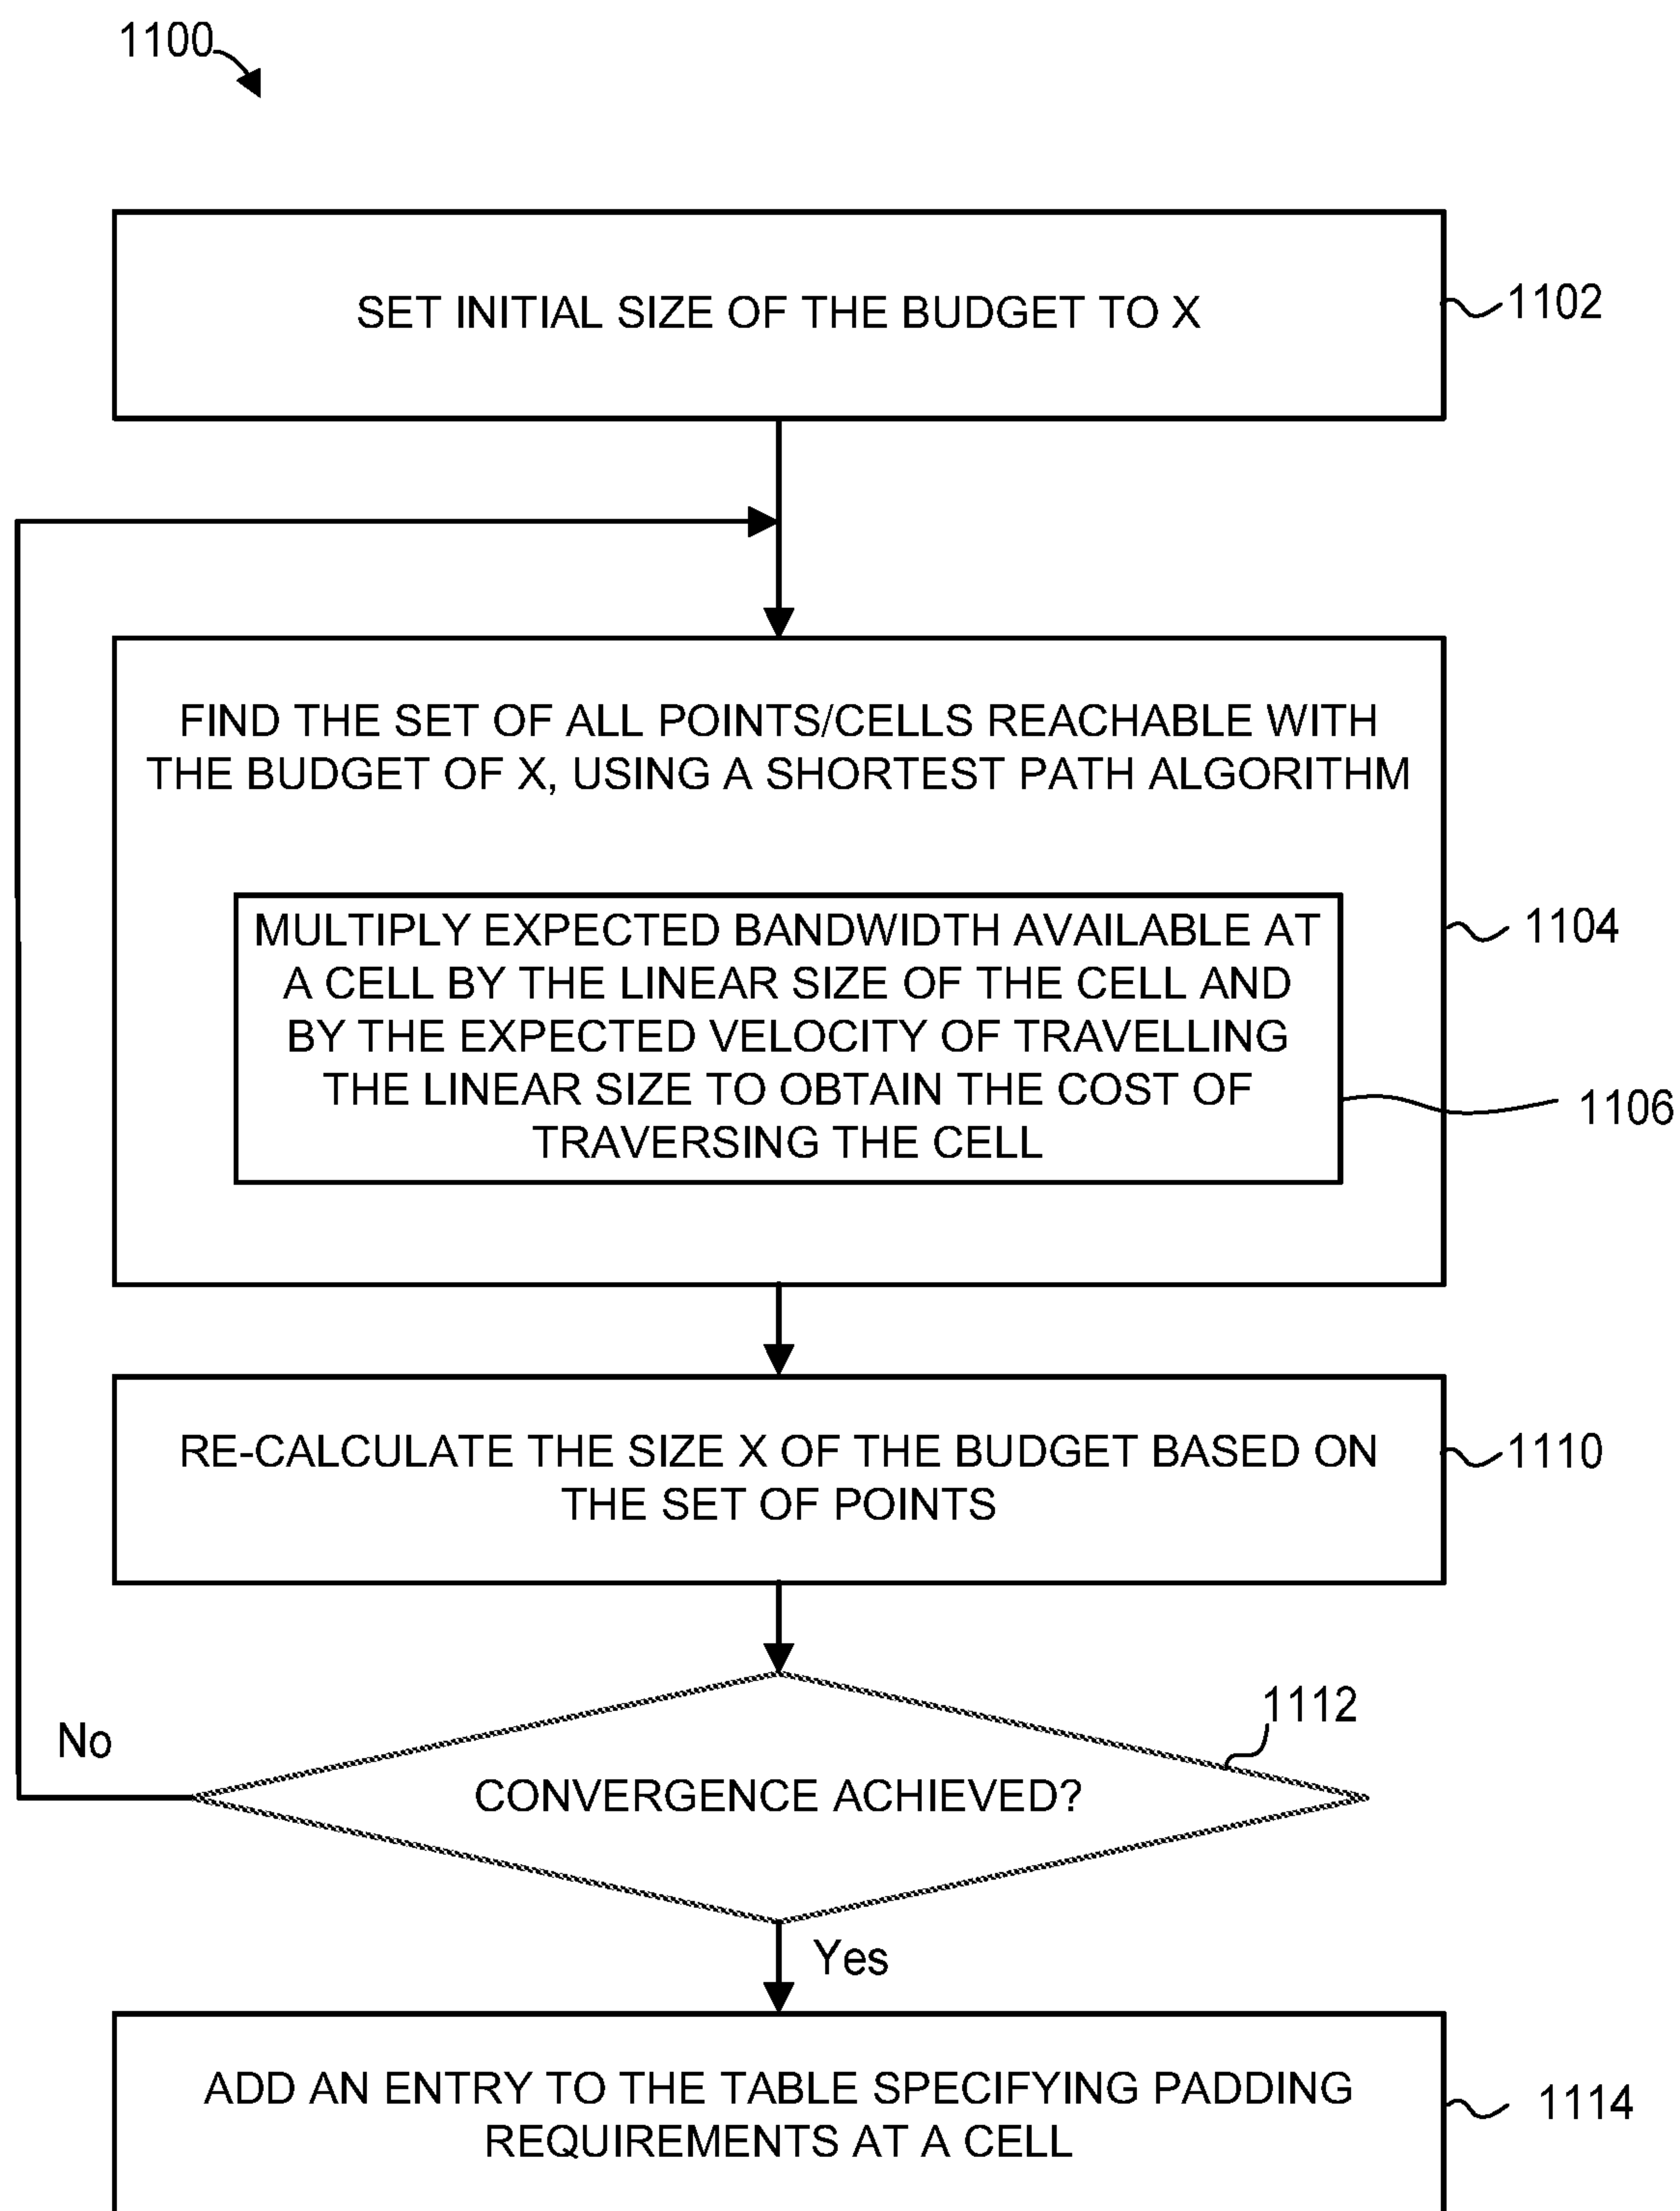 1100
SET INITIAL SIZE OF THE BUDGET TO X
1102
FIND THE SET OF ALL POINTS/CELLS REACHABLE WITH
THE BUDGET OF X, USING A SHORTEST PATH ALGORITHM
1104
MULTIPLY EXPECTED BANDWIDTH AVAILABLE AT
A CELL BY THE LINEAR SIZE OF THE CELL AND
BY THE EXPECTED VELOCITY OF TRAVELLING
THE LINEAR SIZE TO OBTAIN THE COST OF
TRAVERSING THE CELL
1106
RE-CALCULATE THE SIZE X OF THE BUDGET BASED ON
THE SET OF POINTS
1110
1112
No
CONVERGENCE ACHIEVED?
Yes
ADD AN ENTRY TO THE TABLE SPECIFYING PADDING
REQUIREMENTS AT A CELL
1114